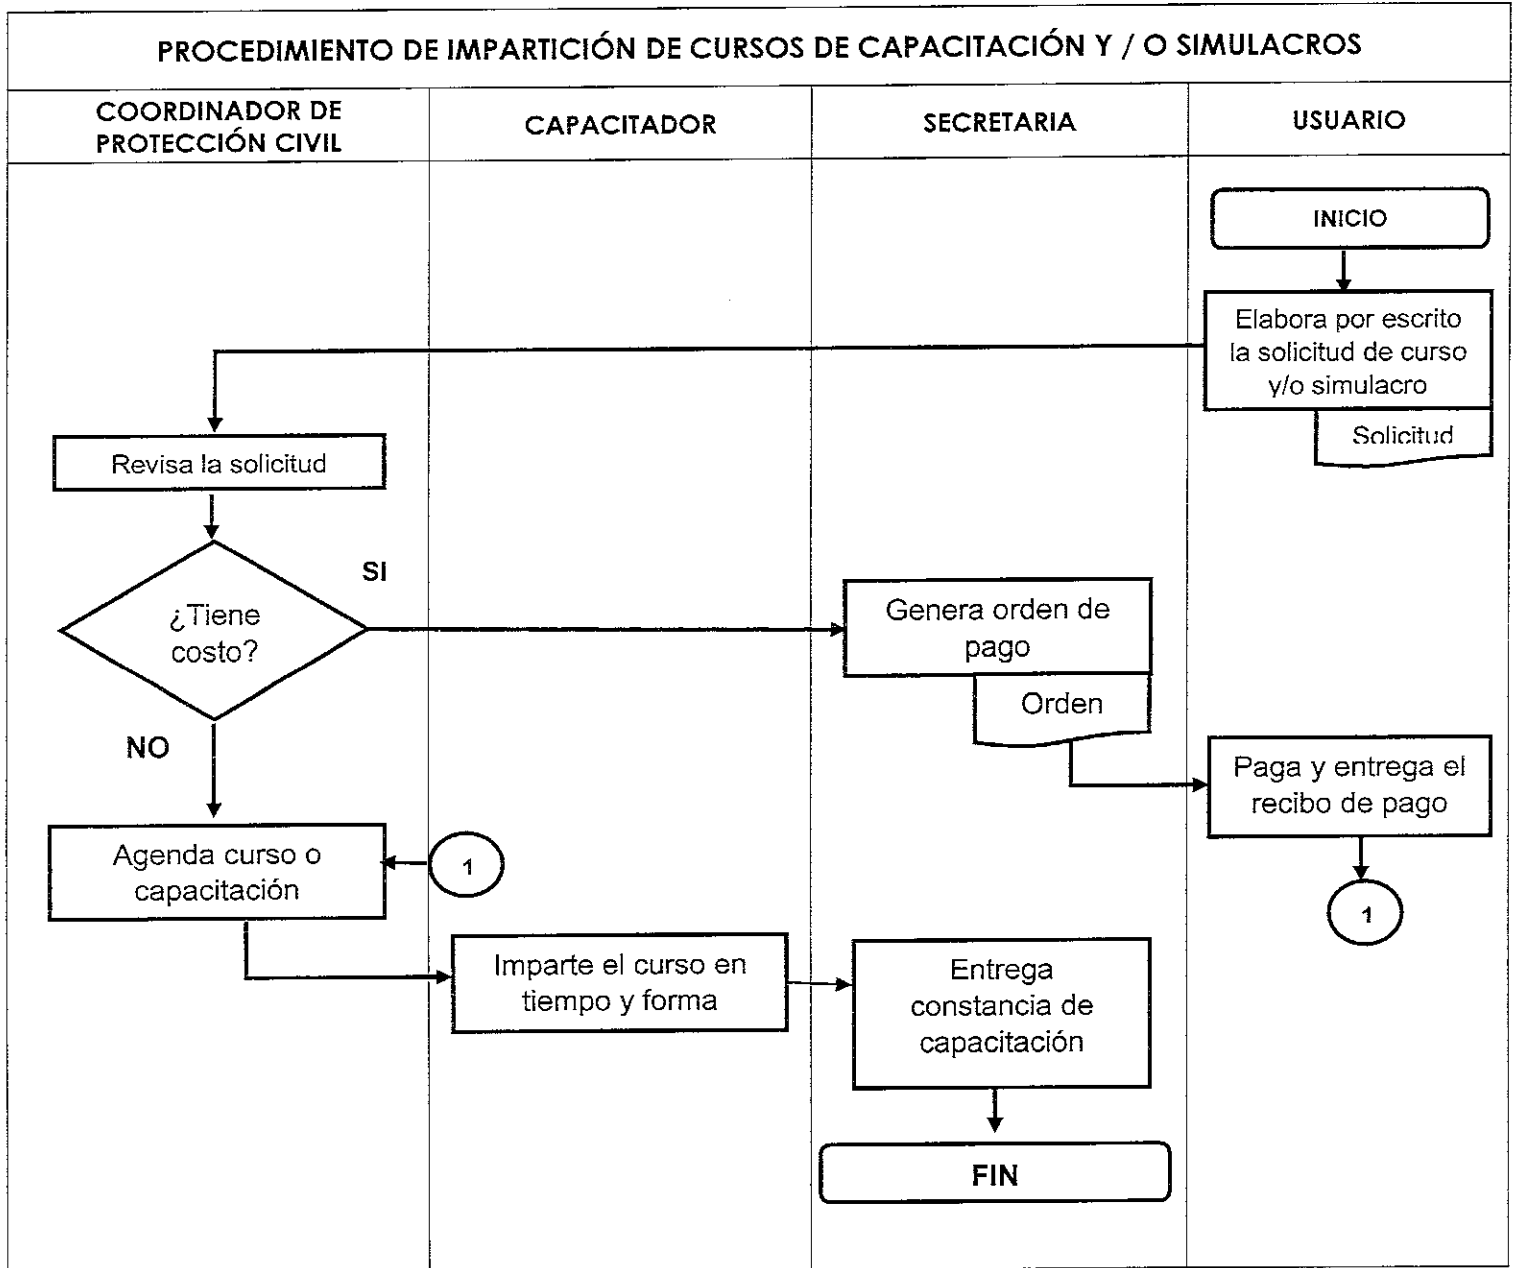 PROCEDIMIENTO DE IMPARTICIÓN DE CURSOS DE CAPACITACIÓN Y / O SIMULACROS
COORDINADOR DE
PROTECCIÓN CIVIL
CAPACITADOR
SECRETARIA
USUARIO
INICIO
Elabora por escrito
la solicitud de curso
y/o simulacro
Solicitud
Revisa la solicitud
¿Tiene
costo?
SI
NO
Genera orden de
pago
Orden
Paga y entrega el
recibo de pago
1
Agenda curso o
capacitación
1
Imparte el curso en
tiempo y forma
Entrega
constancia de
capacitación
FIN